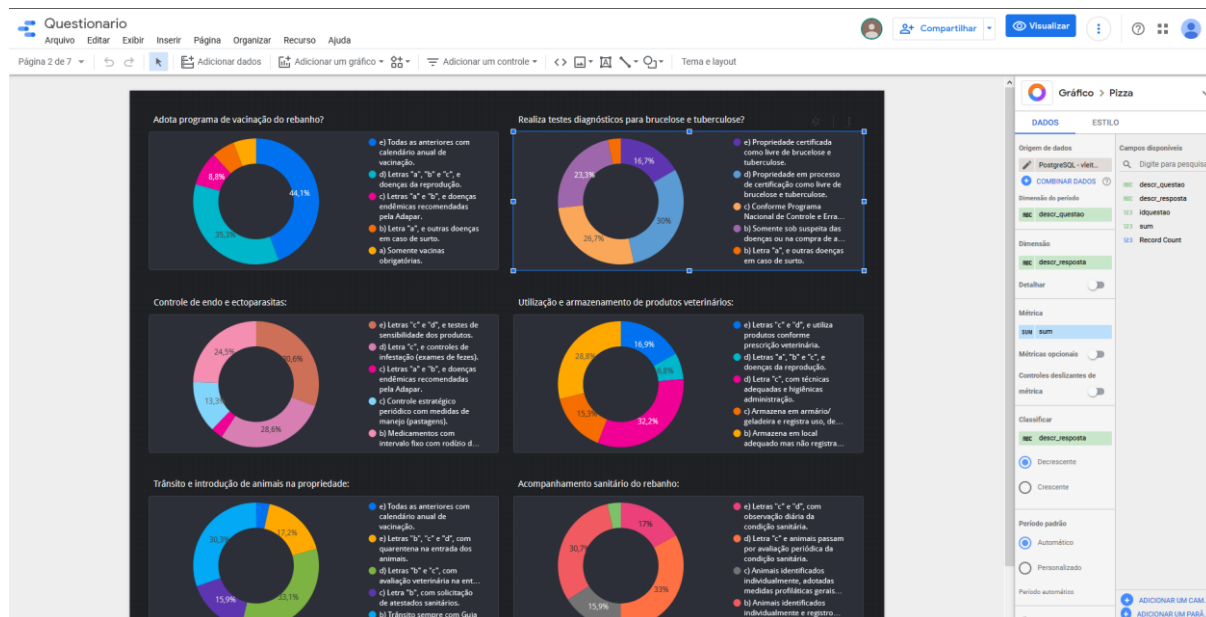 Questionario
Arquivo Editar Exibir Inserir Página Organizar Recurso Ajuda
Compartilhar
Visualizar
Página 2 de 7
Adicionar dados
Adicionar um gráfico
Adicionar um controle
Tema e layout
Adota programa de vacinação do rebanho?
44,1%
35,3%
8,8%
e) Todas as anteriores com
calendário anual de
vacinação.
d) Letras "a", "b" e "c", e
doenças da reprodução.
c) Letras "a" e "b", e doenças
endêmicas recomendadas
pela Adapar.
b) Letra "a", e outras doenças
em caso de surto.
a) Somente vacinas
obrigatórias.
Realiza testes diagnósticos para brucelose e tuberculose?
16,7%
30%
26,7%
23,3%
e) Propriedade certificada
como livre de brucelose e
tuberculose.
d) Propriedade em processo
de certificação como livre de
brucelose e tuberculose.
c) Conforme Programa
Nacional de Controle e Erra...
b) Somente sob suspeita das
doenças ou na compra de a...
b) Letra "a", e outras doenças
em caso de surto.
Controle de endo e ectoparasitas:
30,6%
28,6%
13,3%
24,5%
e) Letras "c" e "d", e testes de
sensibilidade dos produtos.
d) Letra "c", e controles de
infestação (exames de fezes).
c) Letras "a" e "b", e doenças
endêmicas recomendadas
pela Adapar.
c) Controle estratégico
periódico com medidas de
manejo (pastagens).
b) Medicamentos com
intervalo fixo com rodízio d...
Utilização e armazenamento de produtos veterinários:
16,9%
6,8%
32,2%
15,3%
28,8%
e) Letras "c" e "d", e utiliza
produtos conforme
prescrição veterinária.
d) Letras "a", "b" e "c", e
doenças da reprodução.
d) Letra "c", com técnicas
adequadas e higiênicas
administração.
c) Armazena em armário/
geladeira e registra uso, de...
b) Armazena em local
adequado mas não registra...
Trânsito e introdução de animais na propriedade:
17,2%
33,1%
15,9%
30,3%
e) Todas as anteriores com
calendário anual de
vacinação.
e) Letras "b", "c" e "d", com
quarentena na entrada dos
animais.
d) Letras "b" e "c", com
avaliação veterinária na ent...
c) Letra "b", com solicitação
de atestados sanitários.
b) Trânsito sempre com Guia
Acompanhamento sanitário do rebanho:
17%
33%
15,9%
30,7%
e) Letras "c" e "d", com
observação diária da
condição sanitária.
d) Letra "c" e animais passam
por avaliação periódica da
condição sanitária.
c) Animais identificados
individualmente, adotadas
medidas profiláticas gerais...
b) Animais identificados
individualmente e registro...
Gráfico > Pizza
DADOS
ESTILO
Origem de dados
PostgreSQL - vleit...
COMBINAR DADOS
Dimensão do período
ABC descr_questao
Dimensão
ABC descr_resposta
Detalhar
Métrica
SUM sum
Métricas opcionais
Controles deslizantes de
métrica
Classificar
ABC descr_resposta
Decrescente
Crescente
Período padrão
Automático
Personalizado
Período automático
Campos disponíveis
Digite para pesquisa
ABC descr_questao
ABC descr_resposta
123 idquestao
123 sum
123 Record Count
ADICIONAR UM CAM...
ADICIONAR UM PARÂ...